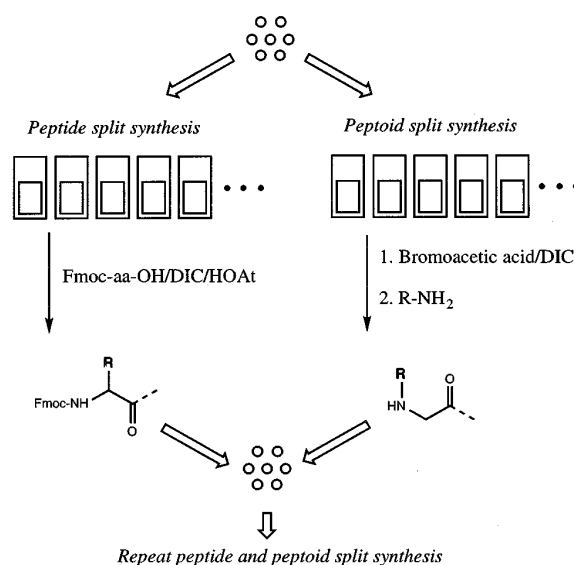 Peptide split synthesis
Peptoid split synthesis
Fmoc-aa-OH/DIC/HOAt
1. Bromoacetic acid/DIC
2. R-NH2
R
Fmoc-NH
O
R
HN
O
Repeat peptide and peptoid split synthesis